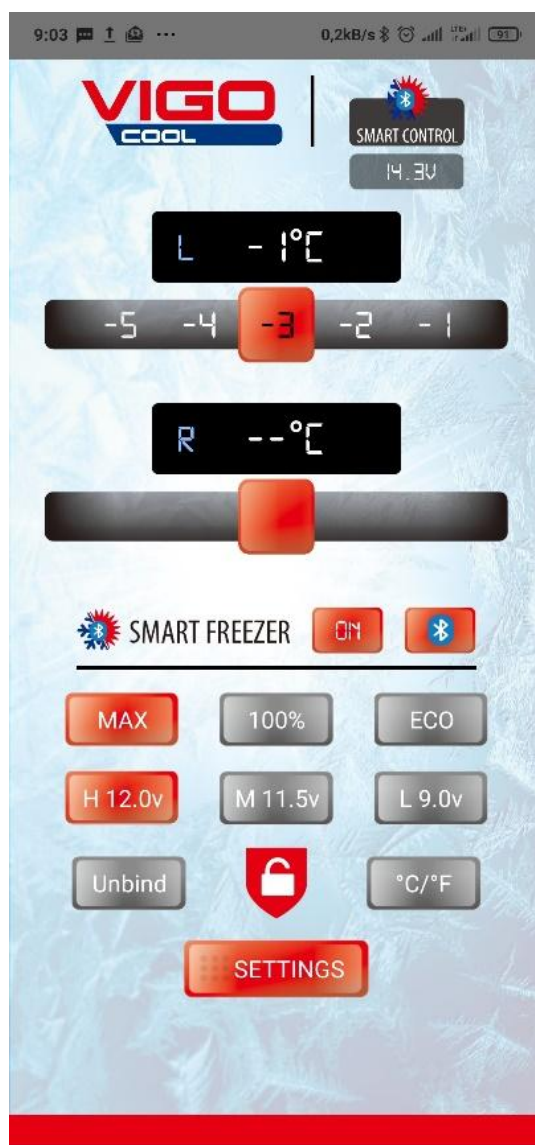 9:03 ··· 0,2kB/s LTE+ 91
VIGO
COOL
SMART CONTROL
14.3V
L -1°C
-5 -4 -3 -2 -1
R --°C
SMART FREEZER ON
MAX 100% ECO
H 12.0v M 11.5v L 9.0v
Unbind °C/°F
SETTINGS